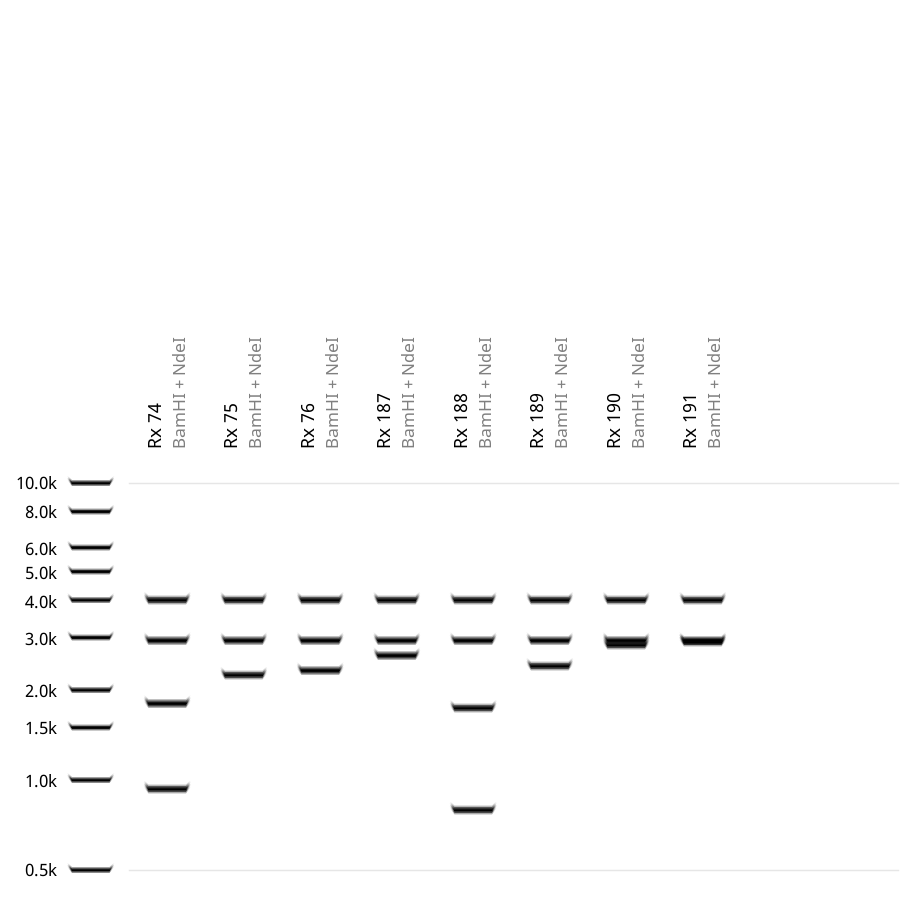 Rx 74
BamHI + NdeI
Rx 75
BamHI + NdeI
Rx 76
BamHI + NdeI
Rx 187
BamHI + NdeI
Rx 188
BamHI + NdeI
Rx 189
BamHI + NdeI
Rx 190
BamHI + NdeI
Rx 191
BamHI + NdeI
10.0k
8.0k
6.0k
5.0k
4.0k
3.0k
2.0k
1.5k
1.0k
0.5k